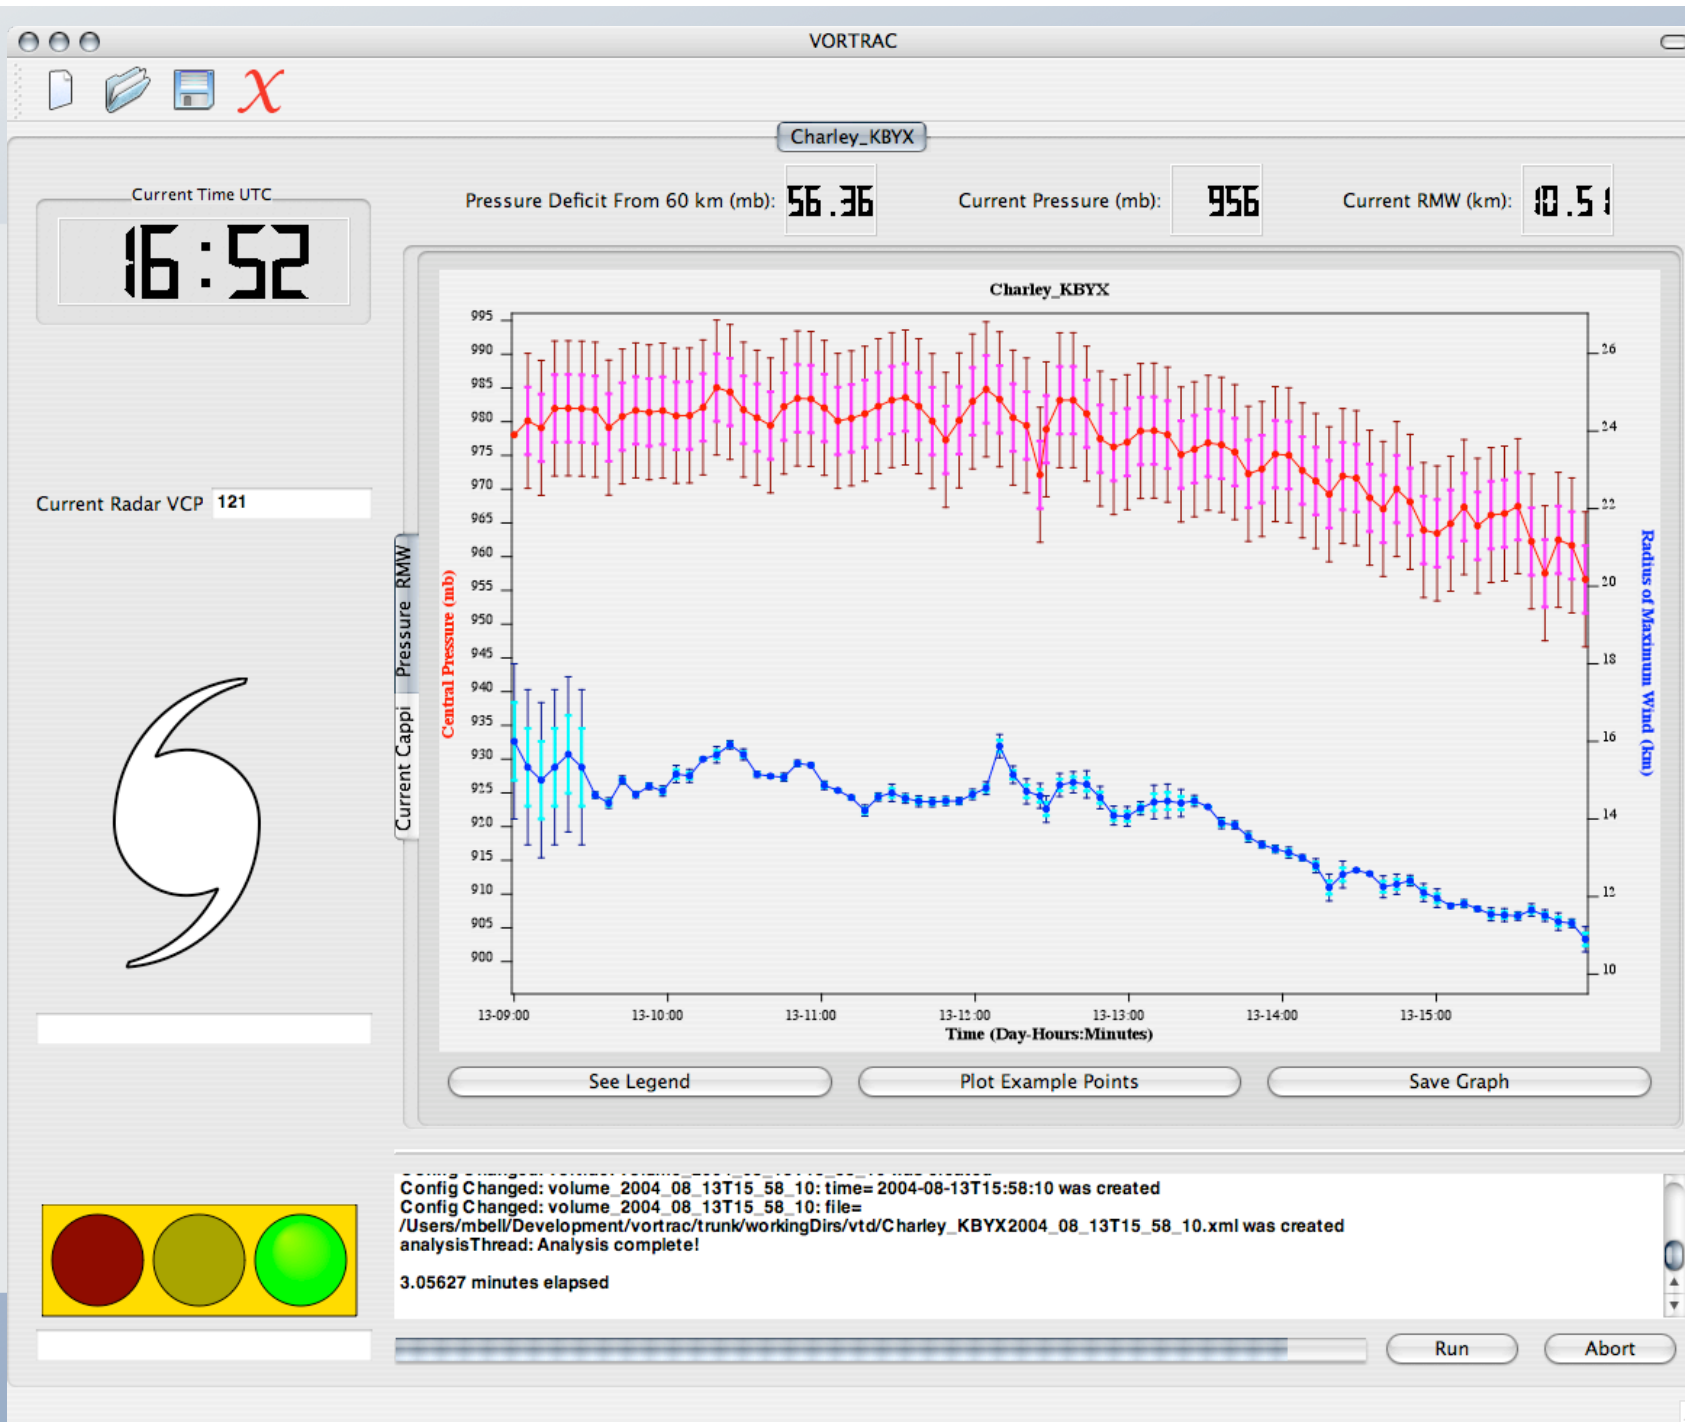 VORTRAC
X
Charley_KBYX
Current Time UTC
16:52
Pressure Deficit From 60 km (mb): 56.36
Current Pressure (mb): 956
Current RMW (km): 10.51
Current Radar VCP 121
Pressure RMW
Current Cappi
Charley_KBYX
Central Pressure (mb)
995
990
985
980
975
970
965
960
955
950
945
940
935
930
925
920
915
910
905
900
26
24
22
20
18
16
14
12
10
Radius of Maximum Wind (km)
13-09:00 13-10:00 13-11:00 13-12:00 13-13:00 13-14:00 13-15:00
Time (Day-Hours:Minutes)
See Legend Plot Example Points Save Graph
Config Changed: volume_2004_08_13T15_58_10: time= 2004-08-13T15:58:10 was created
Config Changed: volume_2004_08_13T15_58_10: file=
/Users/mbell/Development/vortrac/trunk/workingDirs/vtd/Charley_KBYX2004_08_13T15_58_10.xml was created
analysisThread: Analysis complete!
3.05627 minutes elapsed
Run Abort